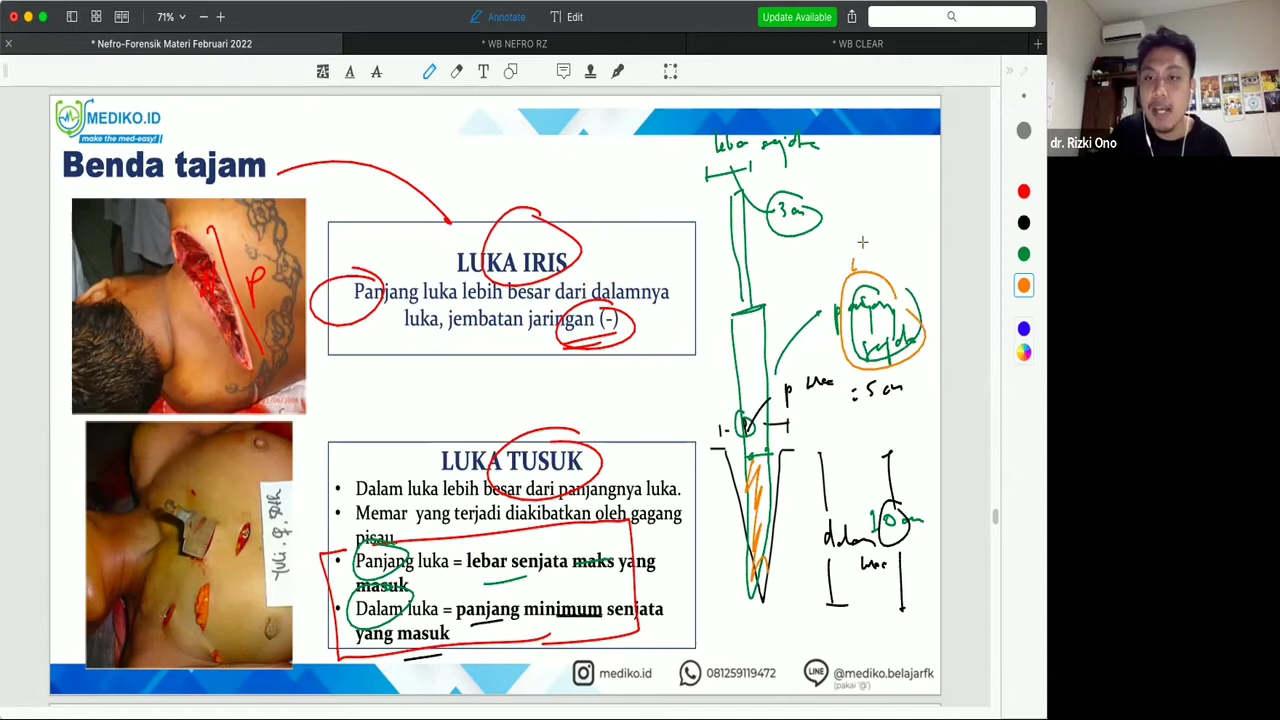 71%
Annotate
Edit
Update Available
* Nefro-Forensik Materi Februari 2022
* WB NEFRO RZ
* WB CLEAR
MEDIKO.ID
make the med-easy!
dr. Rizki Ono
Benda tajam
lebar
3 cm
P
LUKA IRIS
Panjang luka lebih besar dari dalamnya
luka, jembatan jaringan (-)
= 5 cm
LUKA TUSUK
• Dalam luka lebih besar dari panjangnya luka.
• Memar yang terjadi diakibatkan oleh gagang
pisau.
• Panjang luka = lebar senjata maks yang
masuk
• Dalam luka = panjang minimum senjata
yang masuk
10 cm
dalam
mediko.id
081259119472
@mediko.belajarfk
(pakai '@')